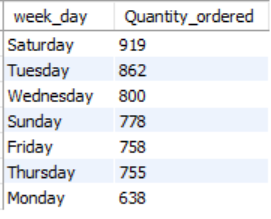 week_day Quantity_ordered
Saturday 919
Tuesday 862
Wednesday 800
Sunday 778
Friday 758
Thursday 755
Monday 638